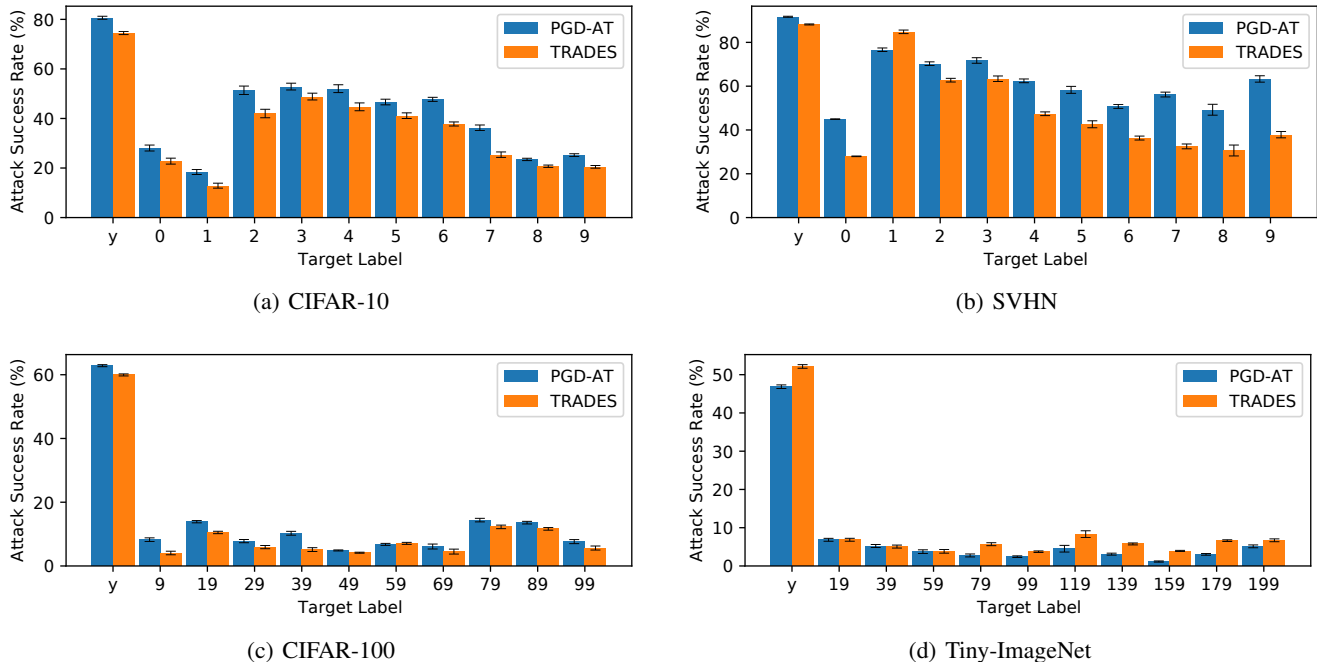 Attack Success Rate (%)
80
60
40
20
0
y 0 1 2 3 4 5 6 7 8 9
Target Label
PGD-AT
TRADES
(a) CIFAR-10
Attack Success Rate (%)
80
60
40
20
0
y 0 1 2 3 4 5 6 7 8 9
Target Label
PGD-AT
TRADES
(b) SVHN
Attack Success Rate (%)
60
40
20
0
y 9 19 29 39 49 59 69 79 89 99
Target Label
PGD-AT
TRADES
(c) CIFAR-100
Attack Success Rate (%)
50
40
30
20
10
0
y 19 39 59 79 99 119 139 159 179 199
Target Label
PGD-AT
TRADES
(d) Tiny-ImageNet